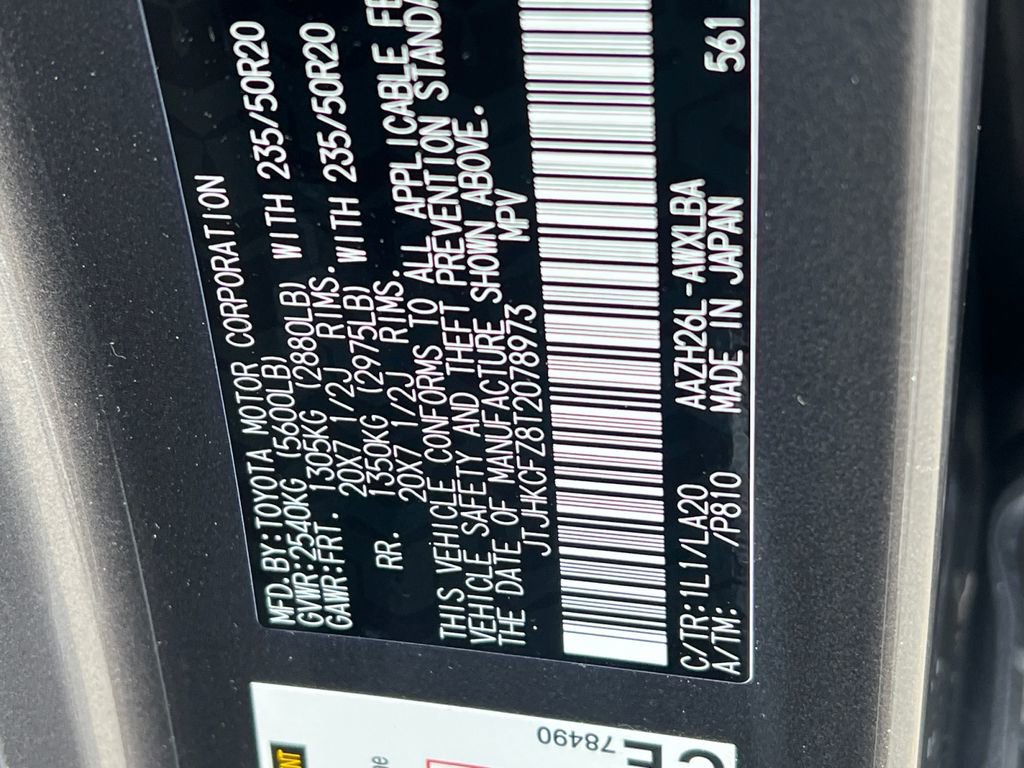 MFD.BY:TOYOTA MOTOR CORPORATION
GVWR:2540KG (5600LB)
GAWR:FRT. 1305KG (2880LB) WITH 235/50R20
20X7 1/2J RIMS.
RR. 1350KG (2975LB) WITH 235/50R20
20X7 1/2J RIMS.
THIS VEHICLE CONFORMS TO ALL APPLICABLE FE
VEHICLE SAFETY AND THEFT PREVENTION STANDA
THE DATE OF MANUFACTURE SHOWN ABOVE.
JTJHKCFZ8T2078973 MPV
C/TR:1L1/LA20 AAZH26L-AWXLBA 561
A/TM: /P810 MADE IN JAPAN
78490